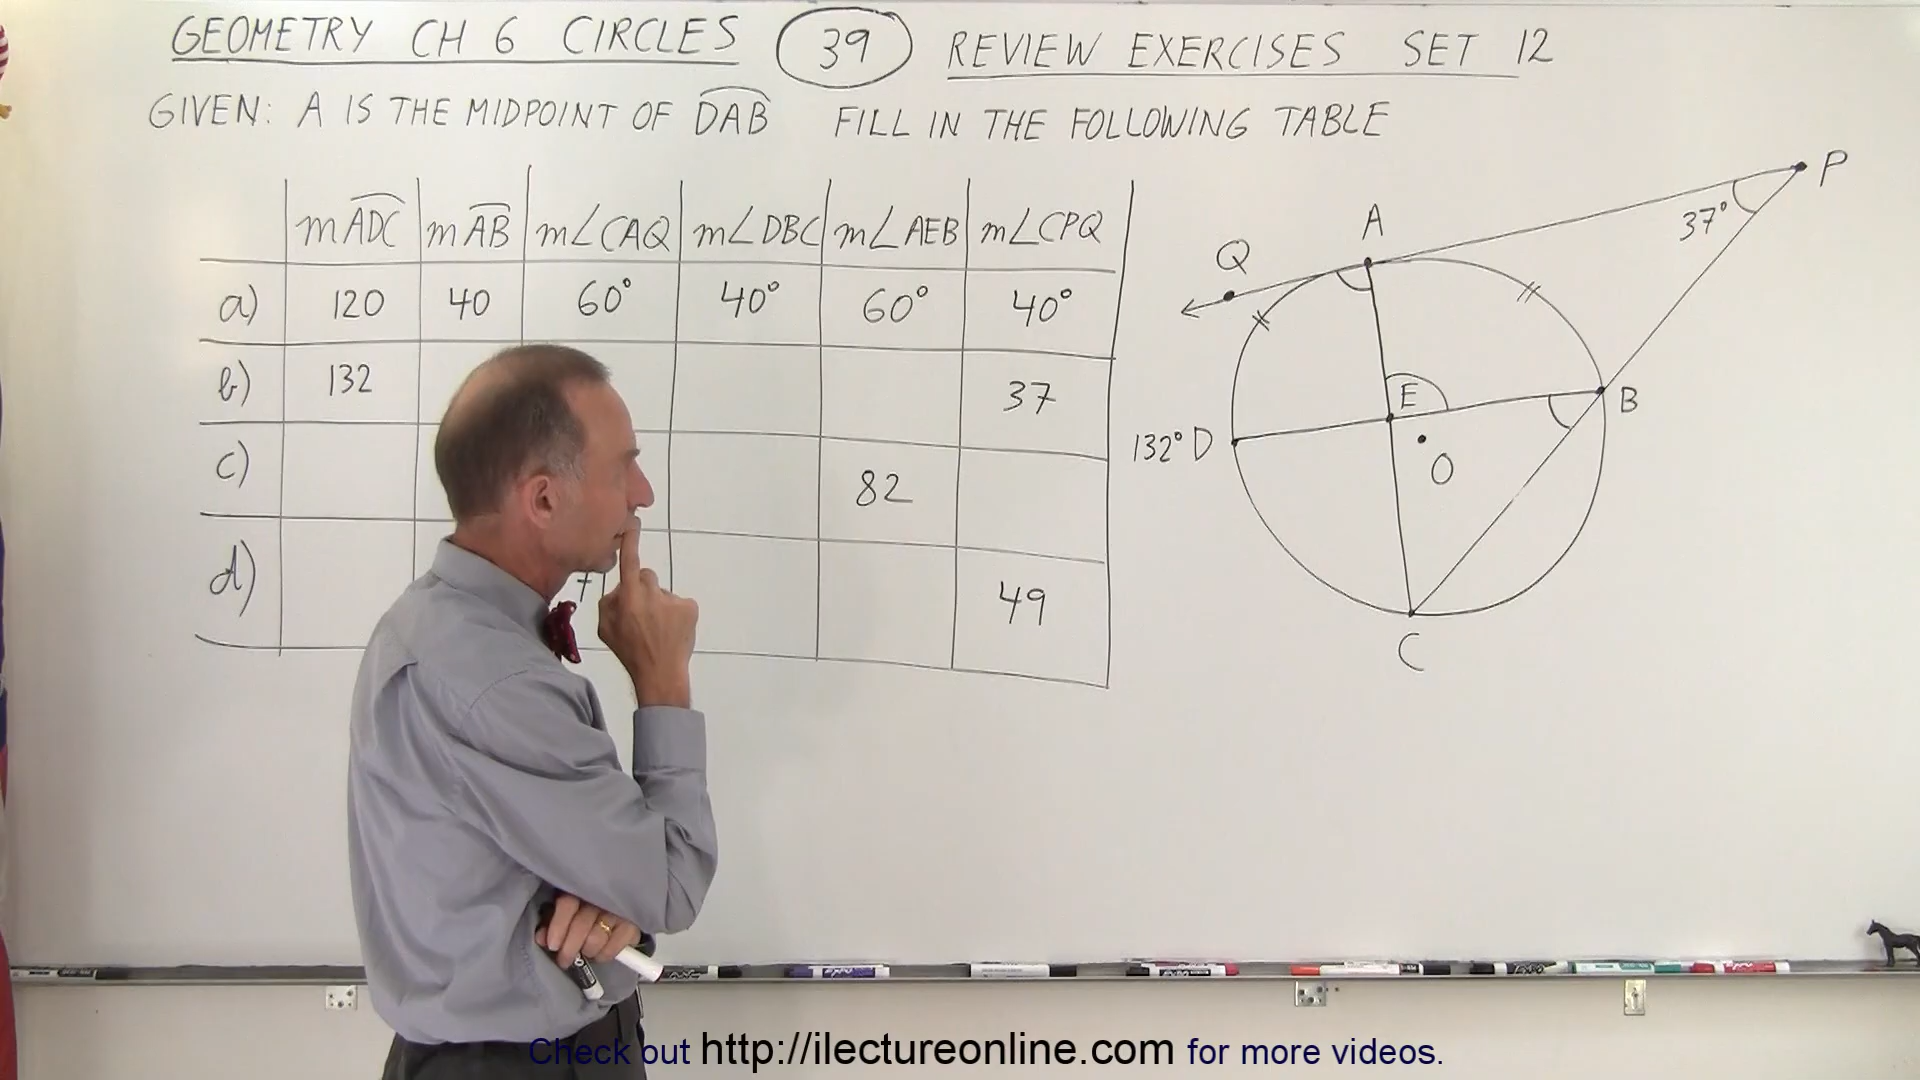 GEOMETRY CH 6 CIRCLES 39 REVIEW EXERCISES SET 12
GIVEN: A IS THE MIDPOINT OF DAB FILL IN THE FOLLOWING TABLE
mADC mAB m∠CAQ m∠DBC m∠AEB m∠CPQ
a) 120 40 60° 40° 60° 40°
b) 132 37
c) 82
d) 7 49
P
37°
A
Q
E
B
132° D
O
C
Check out http://ilectureonline.com for more videos.